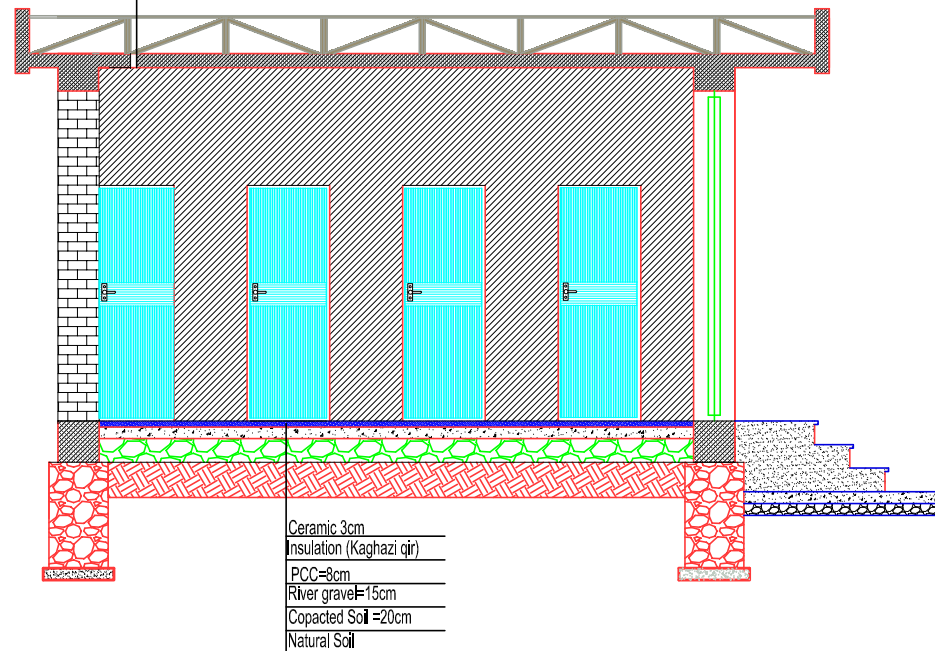 Ceramic 3cm
Insulation (Kaghazi qir)
PCC=8cm
River gravel=15cm
Copacted Soil =20cm
Natural Soil